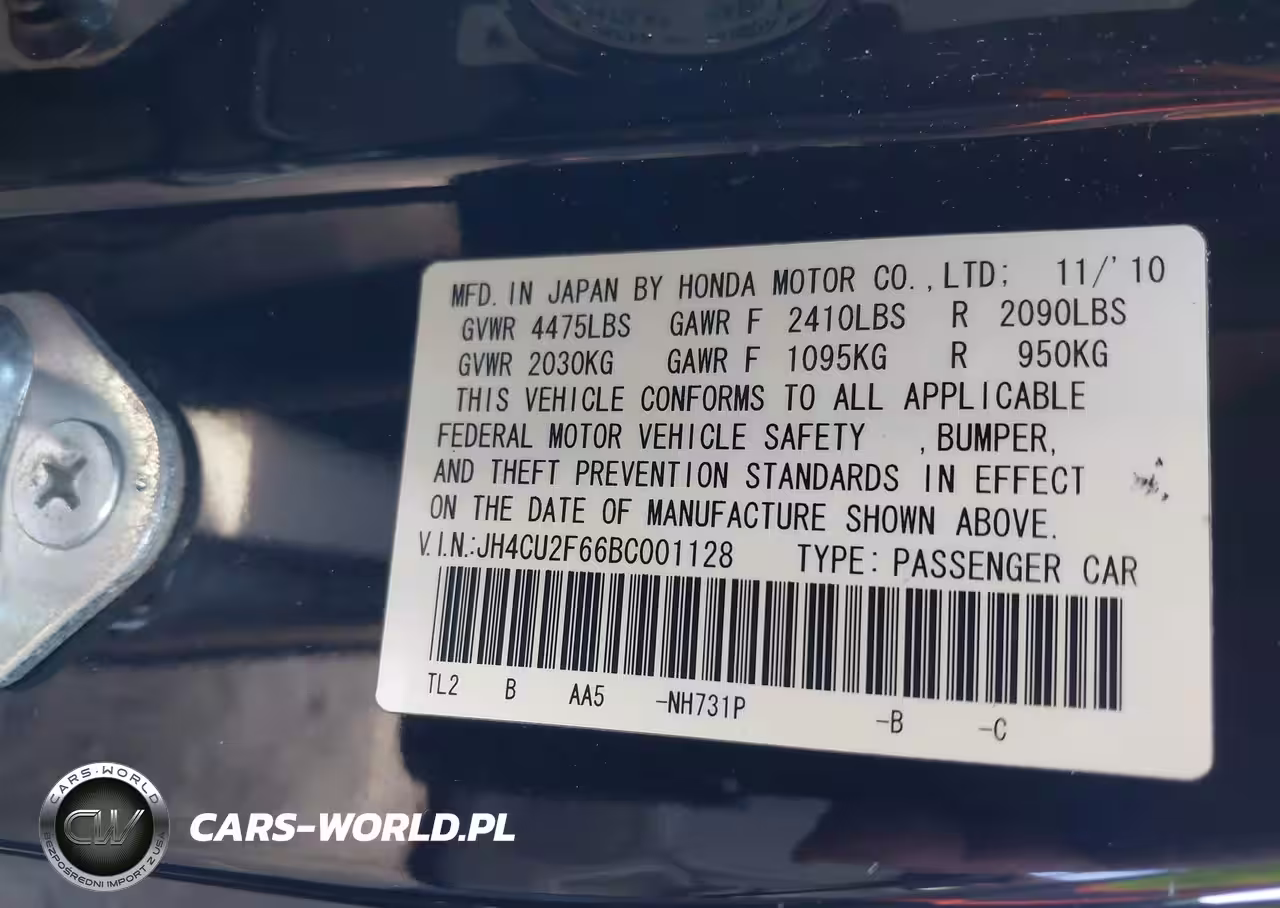 MFD. IN JAPAN BY HONDA MOTOR CO., LTD; 11/'10
GVWR 4475LBS GAWR F 2410LBS R 2090LBS
GVWR 2030KG GAWR F 1095KG R 950KG
THIS VEHICLE CONFORMS TO ALL APPLICABLE
FEDERAL MOTOR VEHICLE SAFETY , BUMPER,
AND THEFT PREVENTION STANDARDS IN EFFECT
ON THE DATE OF MANUFACTURE SHOWN ABOVE.
V.I.N.:JH4CU2F66BC001128 TYPE: PASSENGER CAR
TL2 B AA5 -NH731P -B -C
CARS-WORLD
CW
BEZPOŚREDNI IMPORT Z USA
CARS-WORLD.PL